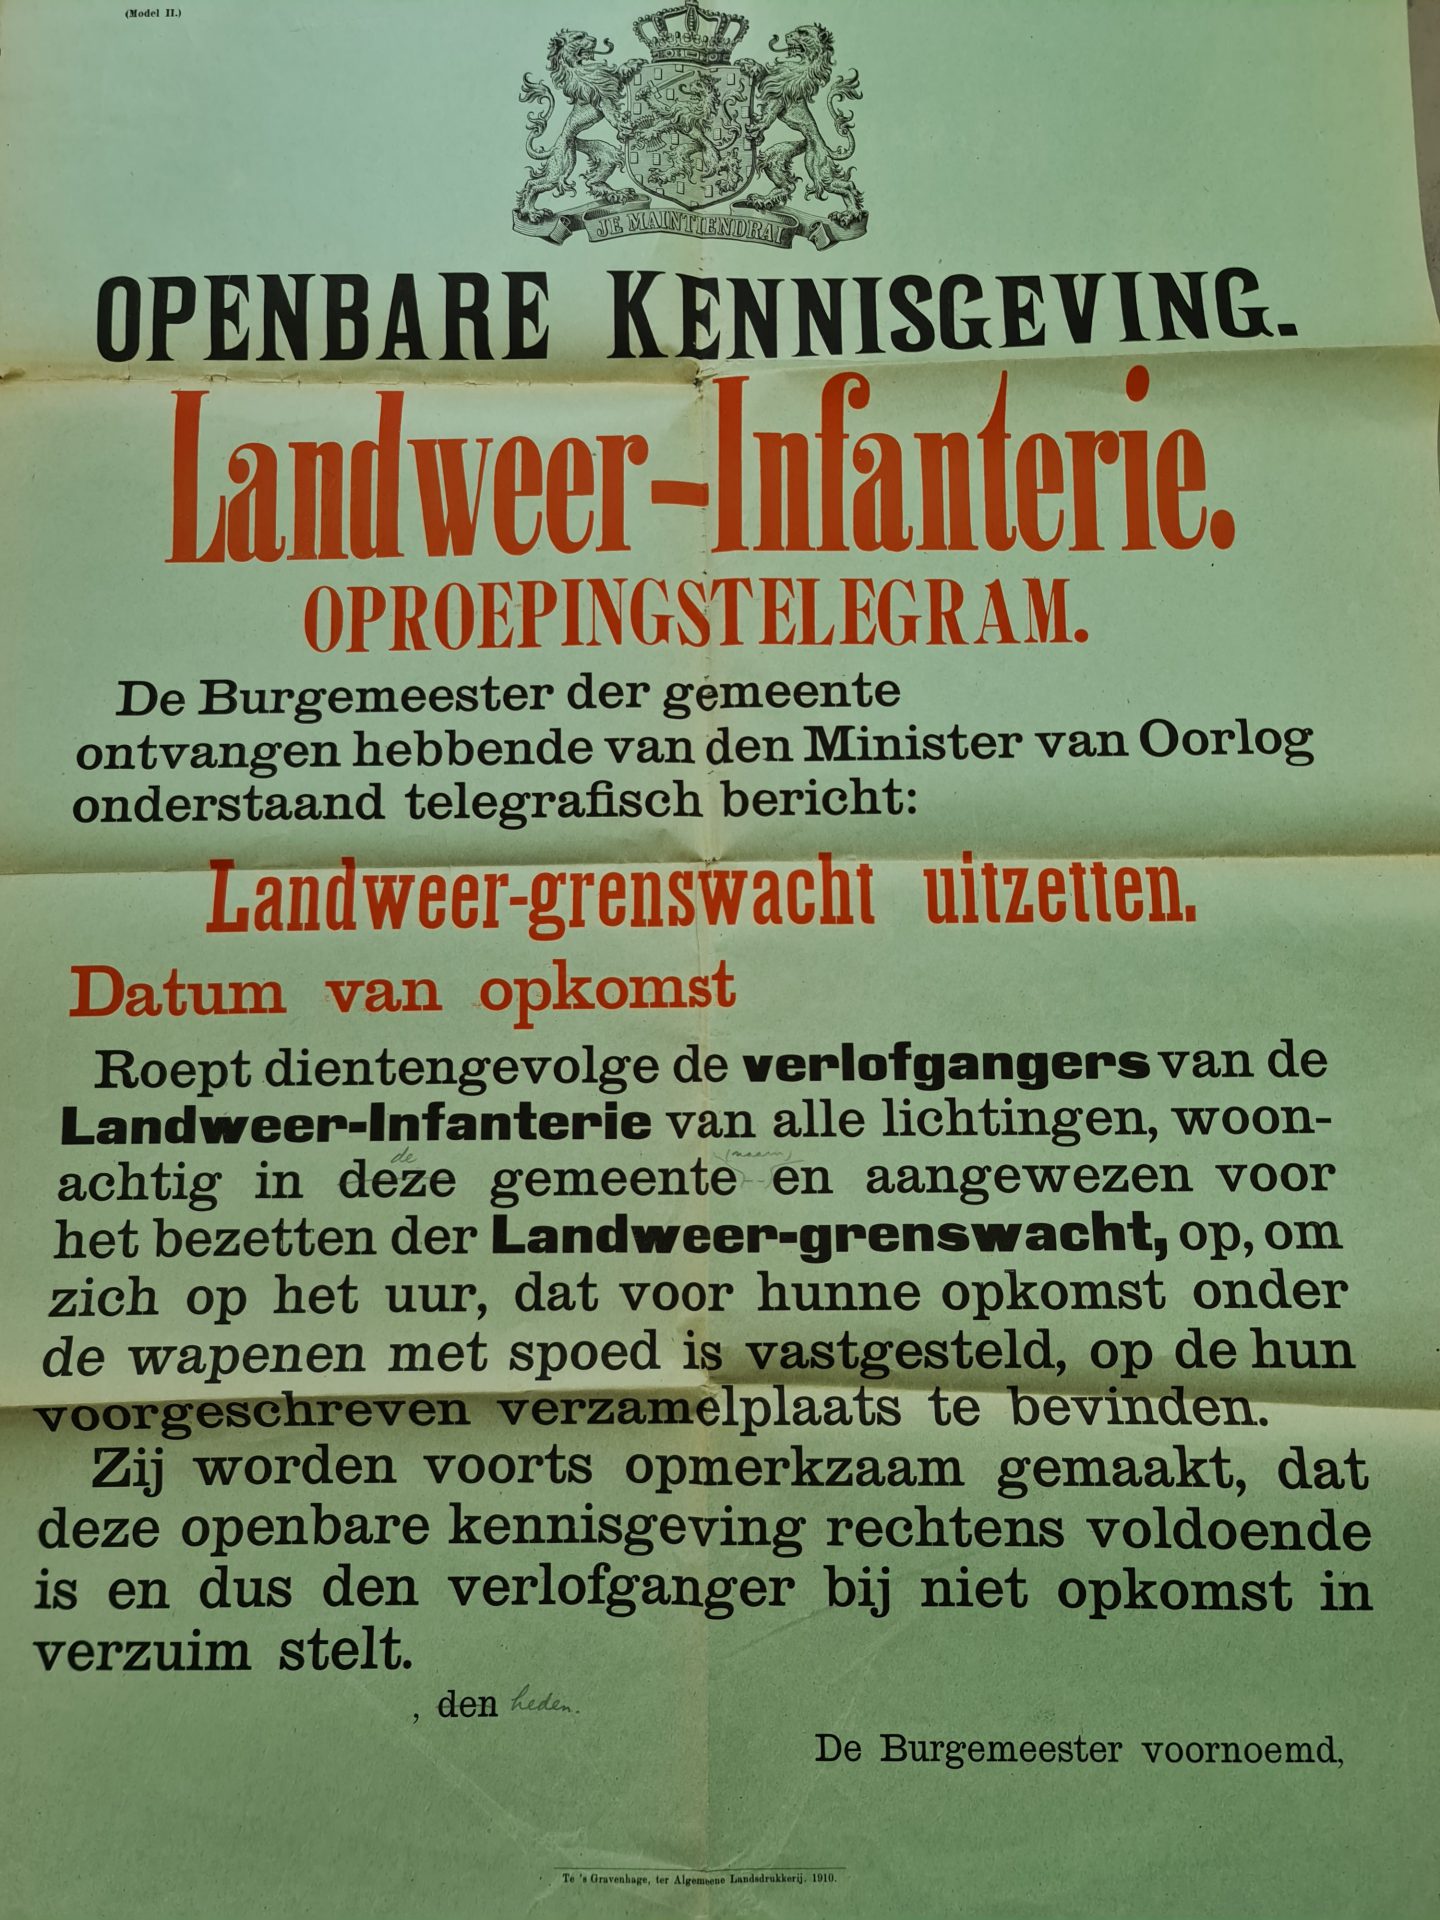 (Model II.)
JE MAINTIENDRAI
OPENBARE KENNISGEVING.
Landweer-Infanterie.
OPROEPINGSTELEGRAM.
De Burgemeester der gemeente
ontvangen hebbende van den Minister van Oorlog
onderstaand telegrafisch bericht:
Landweer-grenswacht uitzetten.
Datum van opkomst
Roept dientengevolge de verlofgangers van de
Landweer-Infanterie van alle lichtingen, woon-
de (naam)
achtig in deze gemeente en aangewezen voor
het bezetten der Landweer-grenswacht, op, om
zich op het uur, dat voor hunne opkomst onder
de wapenen met spoed is vastgesteld, op de hun
voorgeschreven verzamelplaats te bevinden.
Zij worden voorts opmerkzaam gemaakt, dat
deze openbare kennisgeving rechtens voldoende
is en dus den verlofganger bij niet opkomst in
verzuim stelt.
, den heden.
De Burgemeester voornoemd,
Te 's Gravenhage, ter Algemeene Landsdrukkerij. 1910.